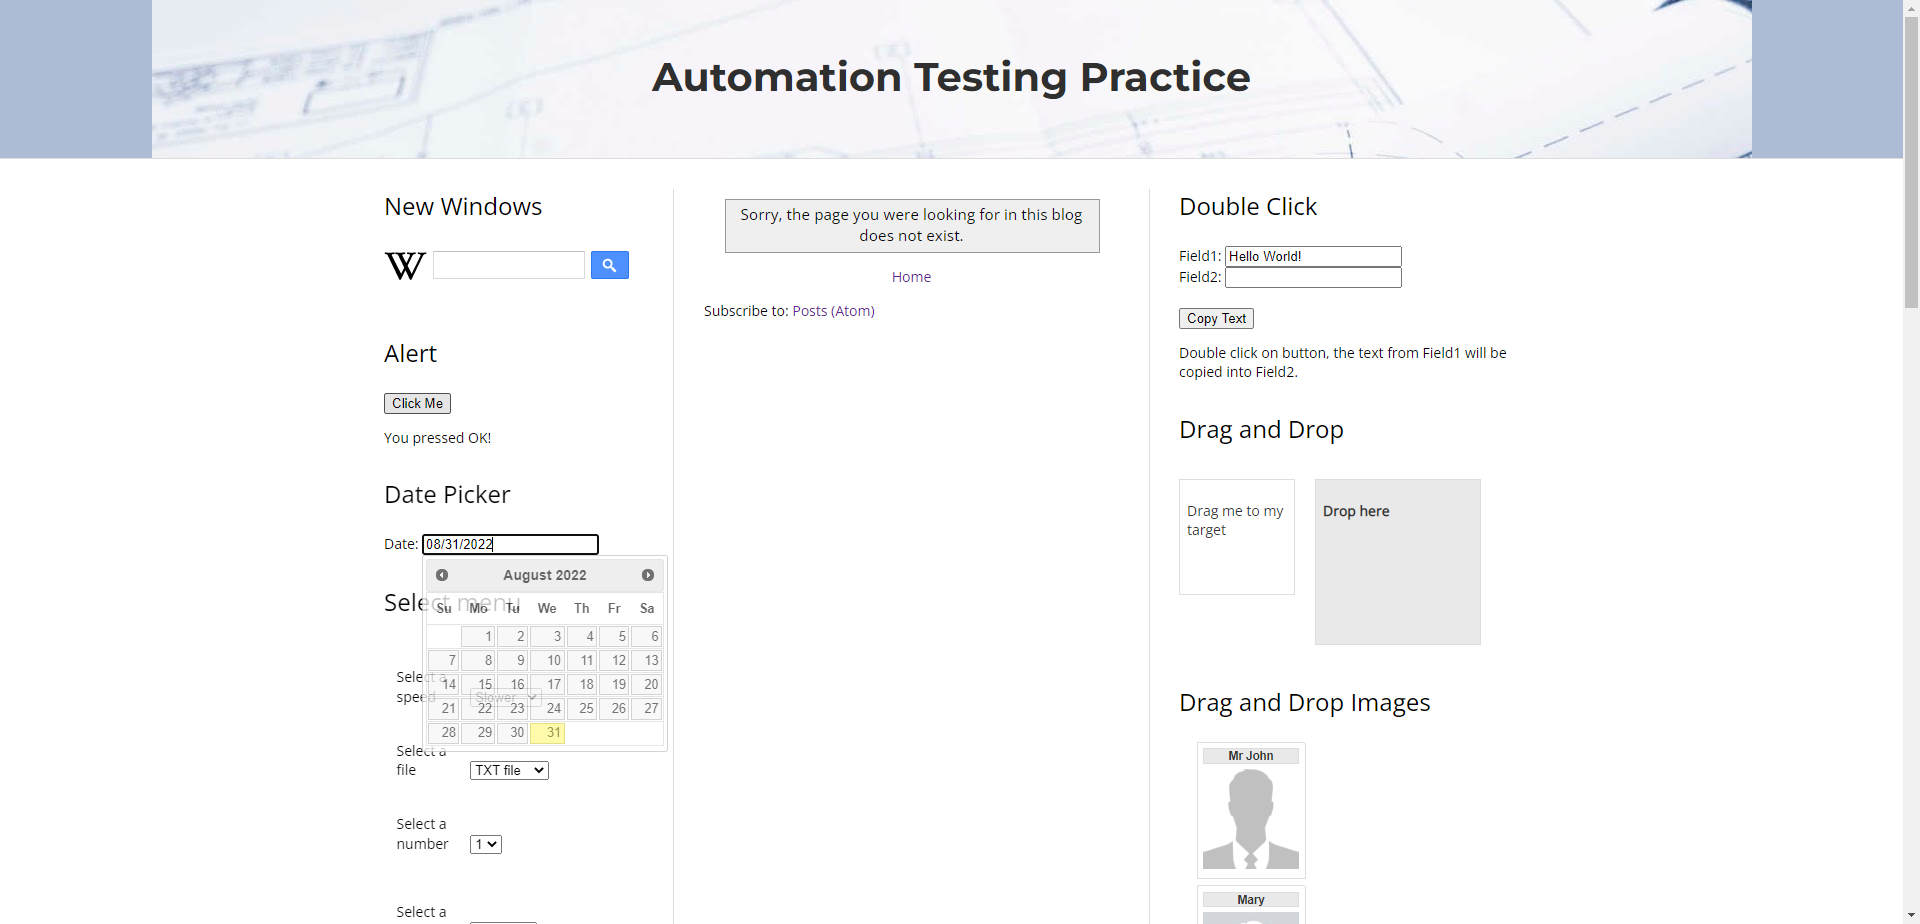 Automation Testing Practice
New Windows
Alert
Click Me
You pressed OK!
Date Picker
Date: 08/31/2022
August 2022
Su Mo Tu We Th Fr Sa
1 2 3 4 5 6
7 8 9 10 11 12 13
14 15 16 17 18 19 20
21 22 23 24 25 26 27
28 29 30 31
Select menu
Select a
speed Slower
Select a
file TXT file
Select a
number 1
Select a
Sorry, the page you were looking for in this blog
does not exist.
Home
Subscribe to: Posts (Atom)
Double Click
Field1: Hello World!
Field2:
Copy Text
Double click on button, the text from Field1 will be
copied into Field2.
Drag and Drop
Drag me to my
target
Drop here
Drag and Drop Images
Mr John
Mary